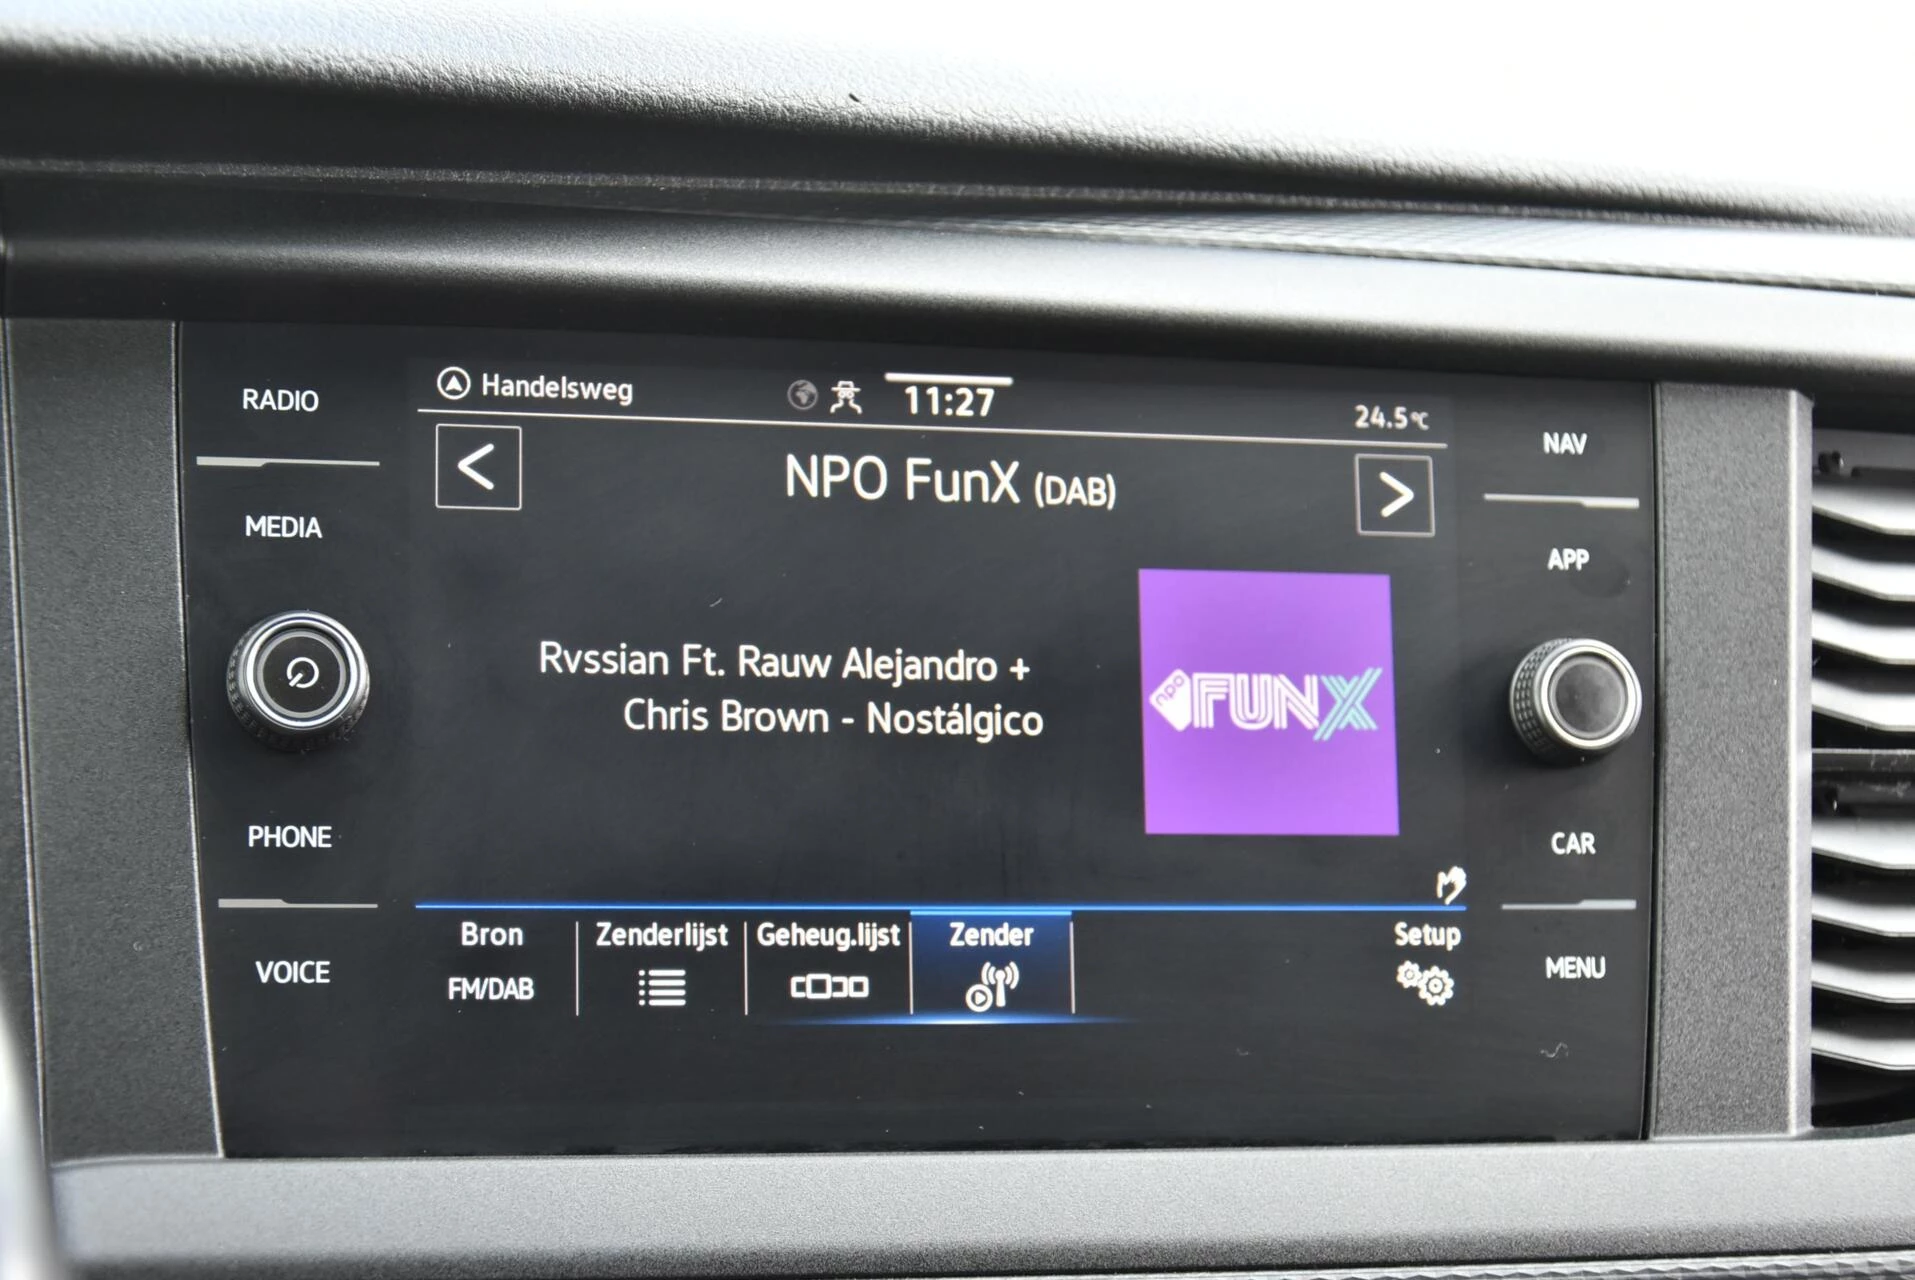 RADIO
MEDIA
PHONE
VOICE
Handelsweg
11:27
24.5°C
<
NPO FunX (DAB)
>
Rvssian Ft. Rauw Alejandro +
Chris Brown - Nostálgico
npo FUNX
Bron
FM/DAB
Zenderlijst
Geheug.lijst
Zender
Setup
NAV
APP
CAR
MENU